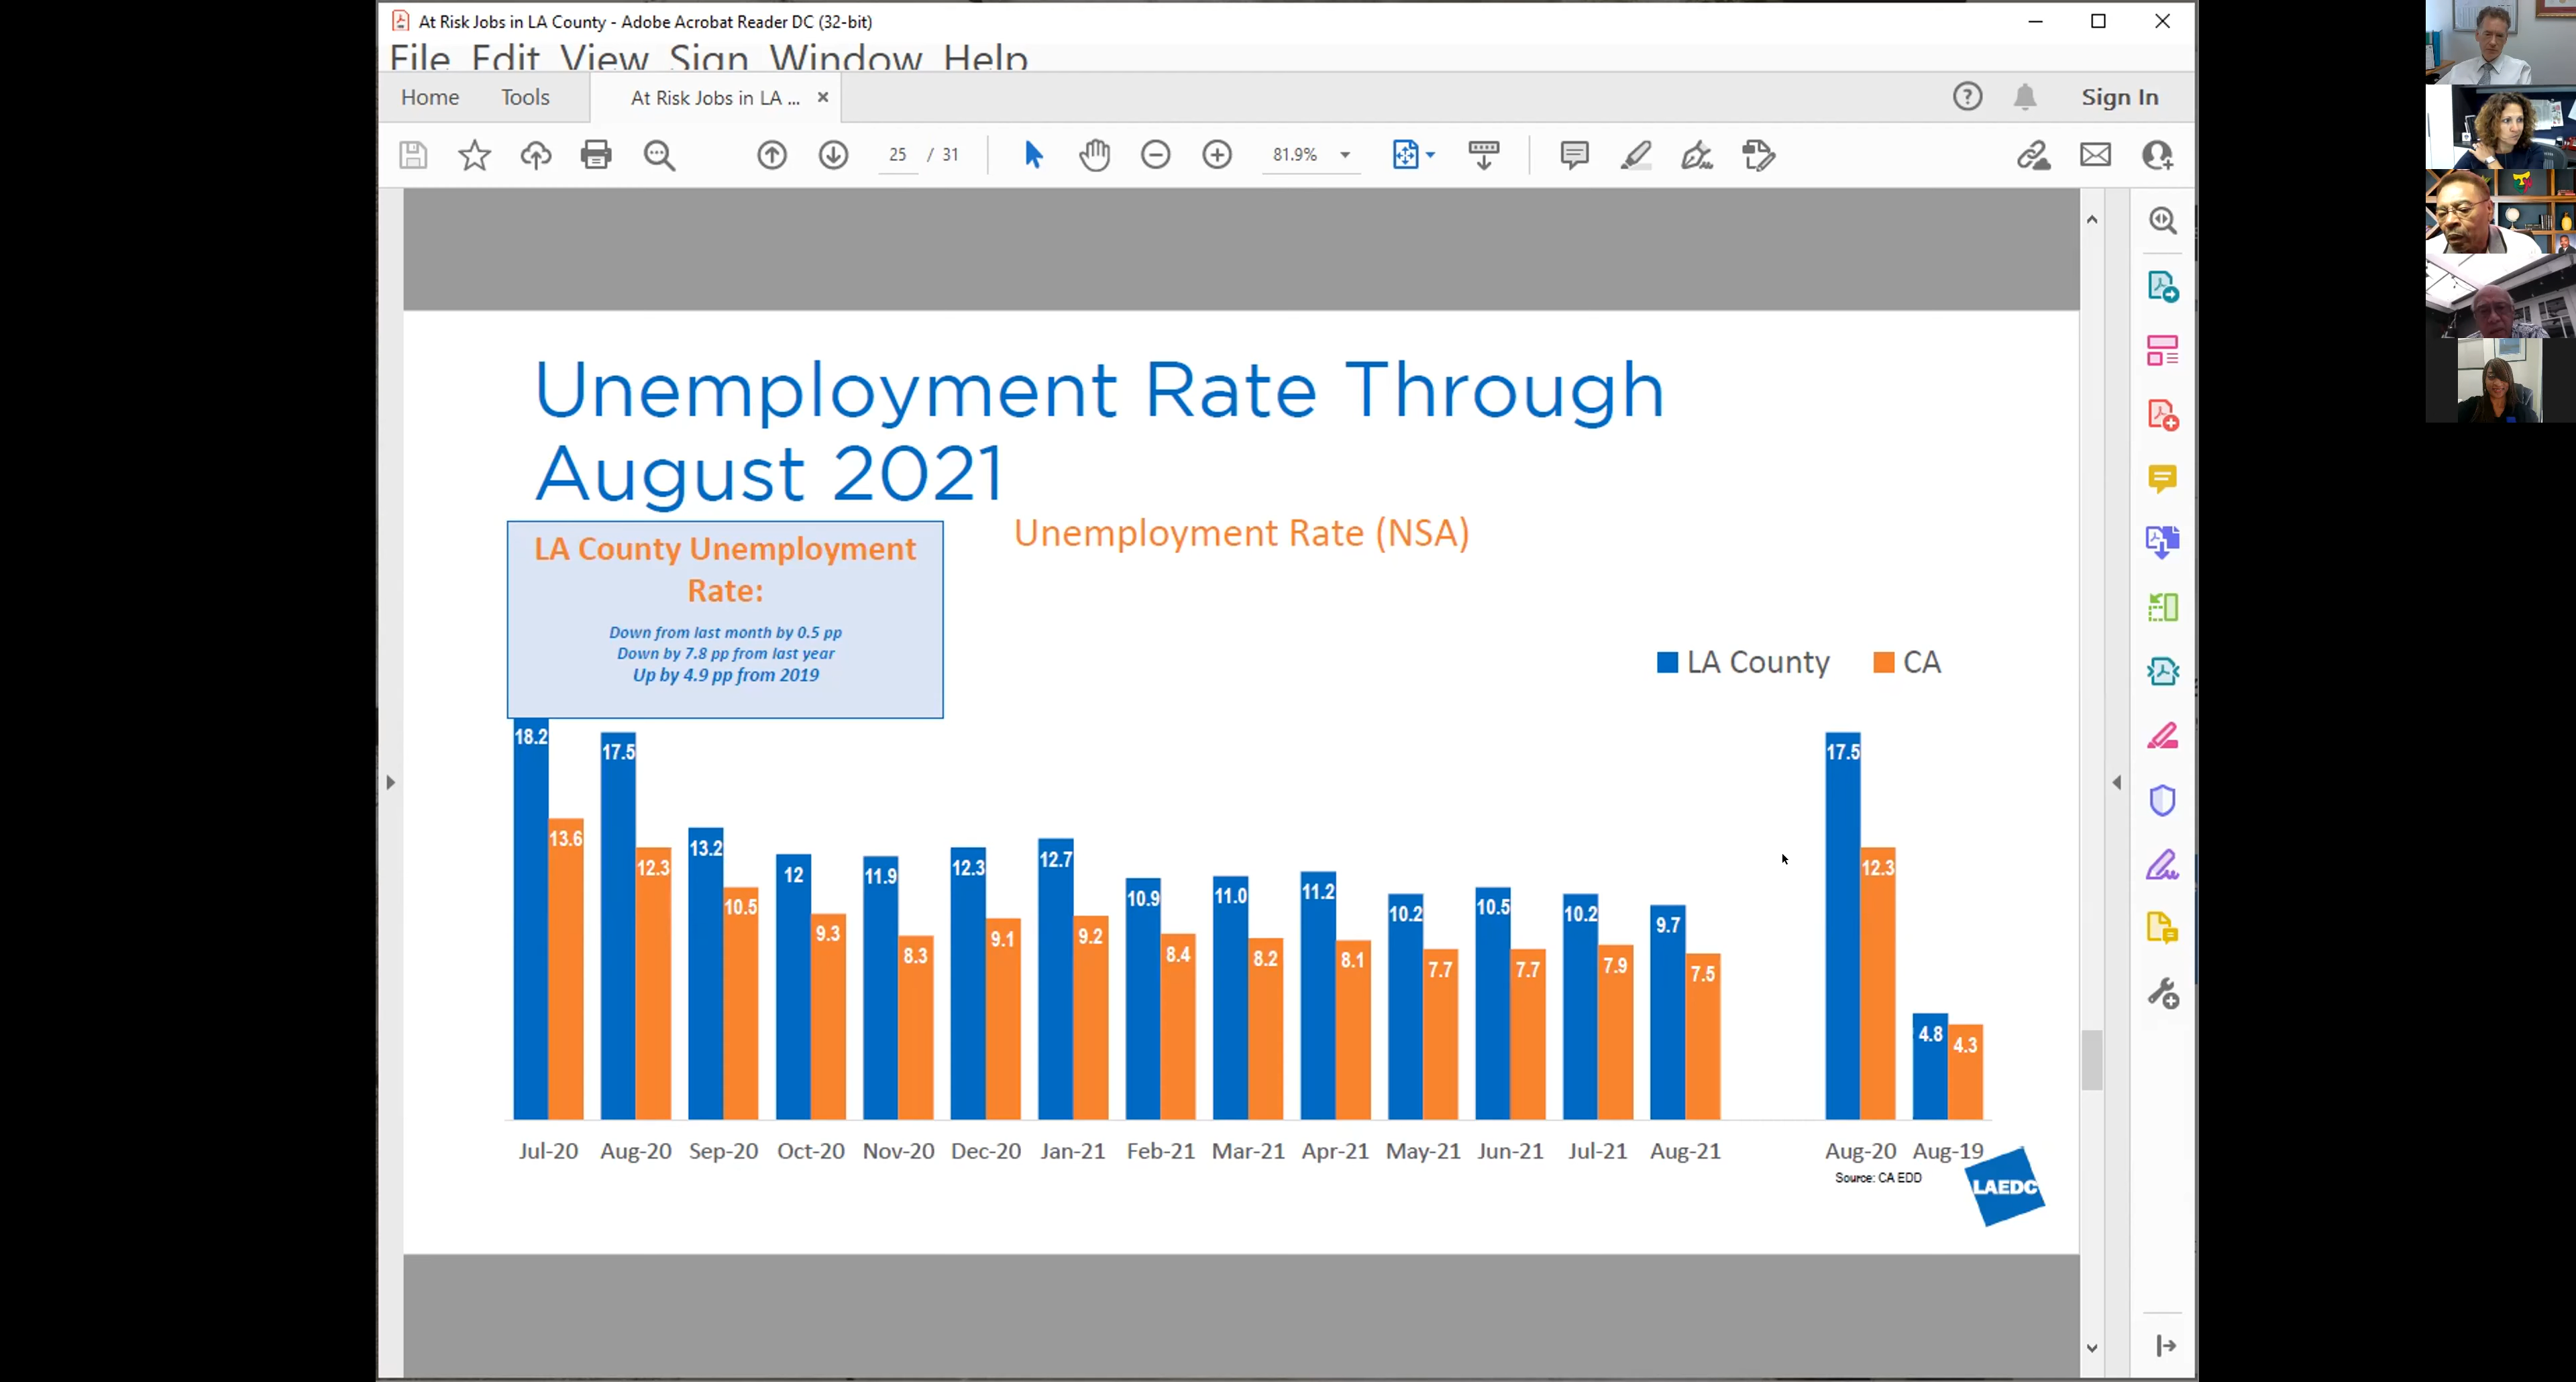 At Risk Jobs in LA County - Adobe Acrobat Reader DC (32-bit)
File Edit View Sign Window Help
Home Tools At Risk Jobs in LA ... Sign In
25 / 31 81.9%
Unemployment Rate Through
August 2021
Unemployment Rate (NSA)
LA County Unemployment
Rate:
Down from last month by 0.5 pp
Down by 7.8 pp from last year
Up by 4.9 pp from 2019
LA County CA
18.2 13.6 17.5 12.3 13.2 10.5 12 9.3 11.9 8.3 12.3 9.1 12.7 9.2 10.9 8.4 11.0 8.2 11.2 8.1 10.2 7.7 10.5 7.7 10.2 7.9 9.7 7.5 17.5 12.3 4.8 4.3
Jul-20 Aug-20 Sep-20 Oct-20 Nov-20 Dec-20 Jan-21 Feb-21 Mar-21 Apr-21 May-21 Jun-21 Jul-21 Aug-21 Aug-20 Aug-19
Source: CA EDD
LAEDC